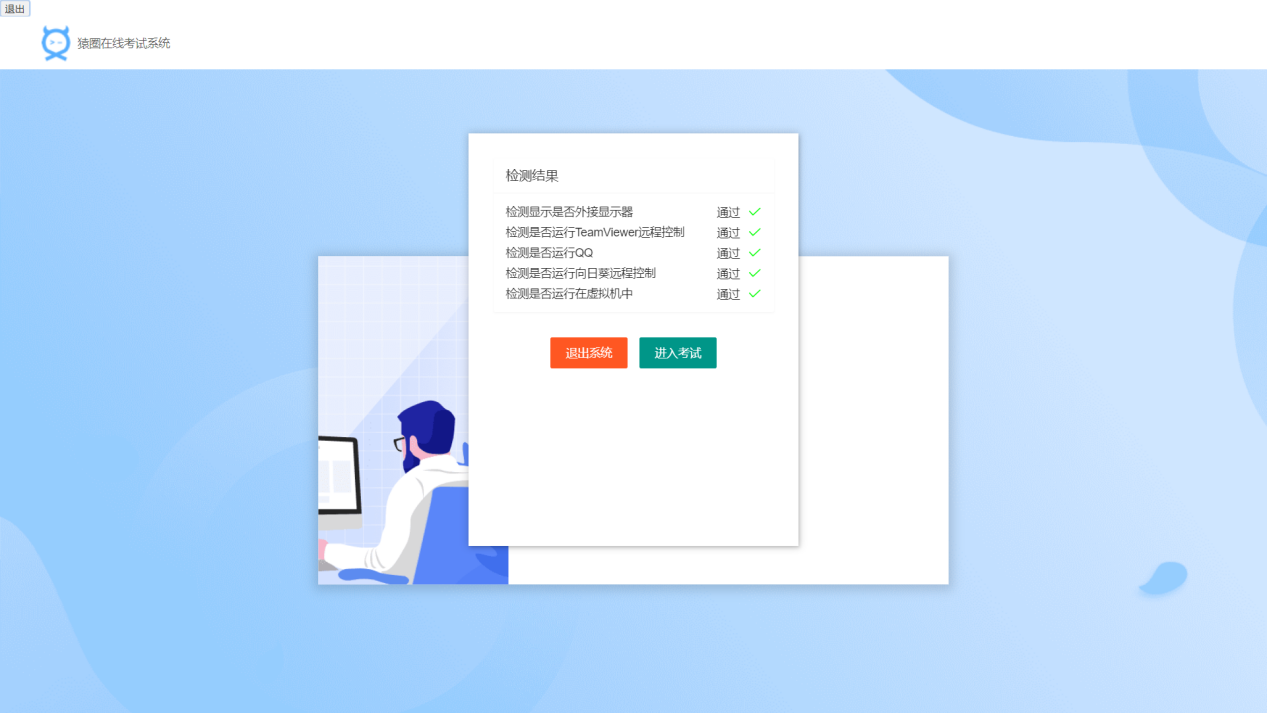 退出
猿圈在线考试系统
检测结果
检测显示是否外接显示器 通过
检测是否运行TeamViewer远程控制 通过
检测是否运行QQ 通过
检测是否运行向日葵远程控制 通过
检测是否运行在虚拟机中 通过
退出系统 进入考试